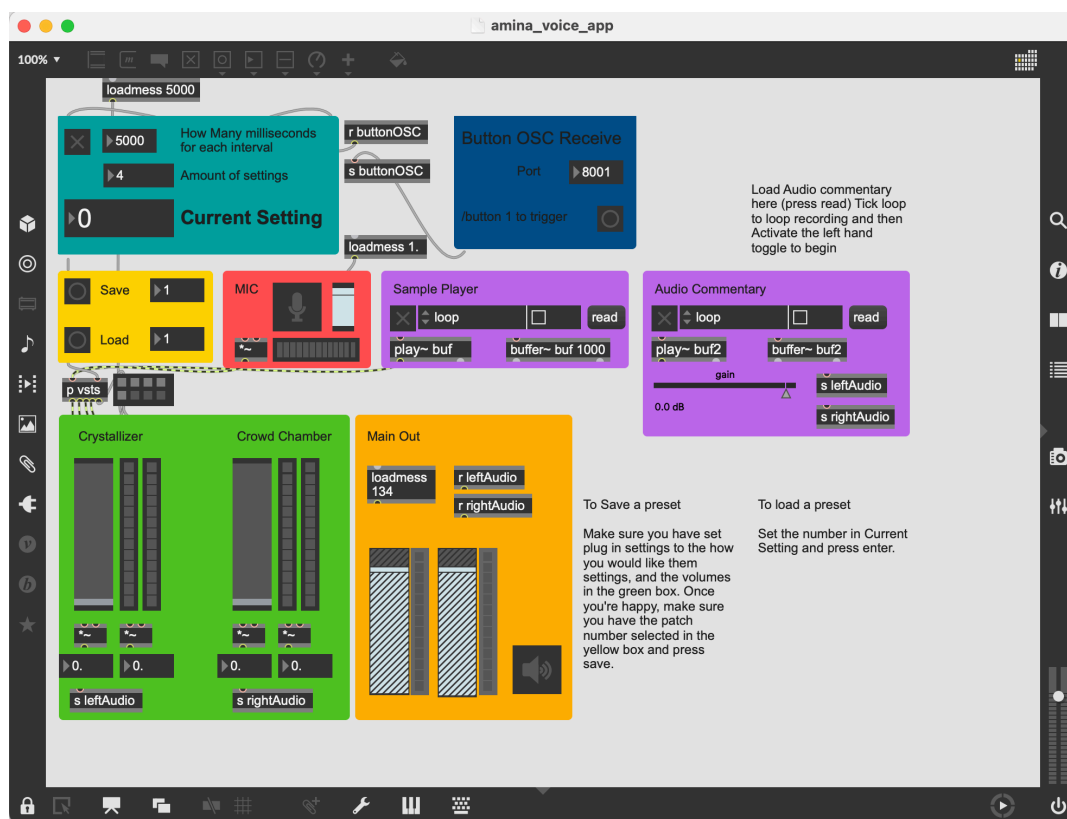 amina_voice_app
100%
loadmess 5000
5000
How Many milliseconds
for each interval
4
Amount of settings
0
Current Setting
r buttonOSC
s buttonOSC
loadmess 1.
Button OSC Receive
Port
8001
/button 1 to trigger
Load Audio commentary
here (press read) Tick loop
to loop recording and then
Activate the left hand
toggle to begin
Save
1
Load
1
MIC
*~
Sample Player
loop
read
play~ buf
buffer~ buf 1000
Audio Commentary
loop
read
play~ buf2
buffer~ buf2
gain
0.0 dB
s leftAudio
s rightAudio
p vsts
Crystallizer
Crowd Chamber
*~
*~
*~
*~
0.
0.
0.
0.
s leftAudio
s rightAudio
Main Out
loadmess
134
r leftAudio
r rightAudio
To Save a preset
Make sure you have set
plug in settings to the how
you would like them
settings, and the volumes
in the green box. Once
you're happy, make sure
you have the patch
number selected in the
yellow box and press
save.
To load a preset
Set the number in Current
Setting and press enter.